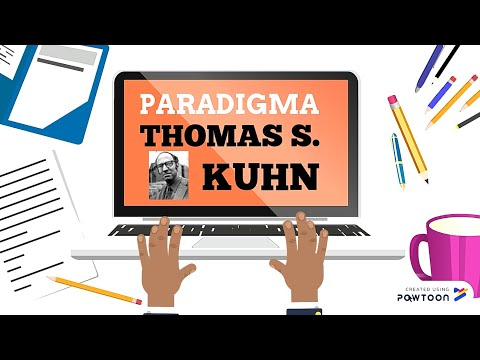 PARADIGMA
THOMAS S.
KUHN
CREATED USING
POWTOON